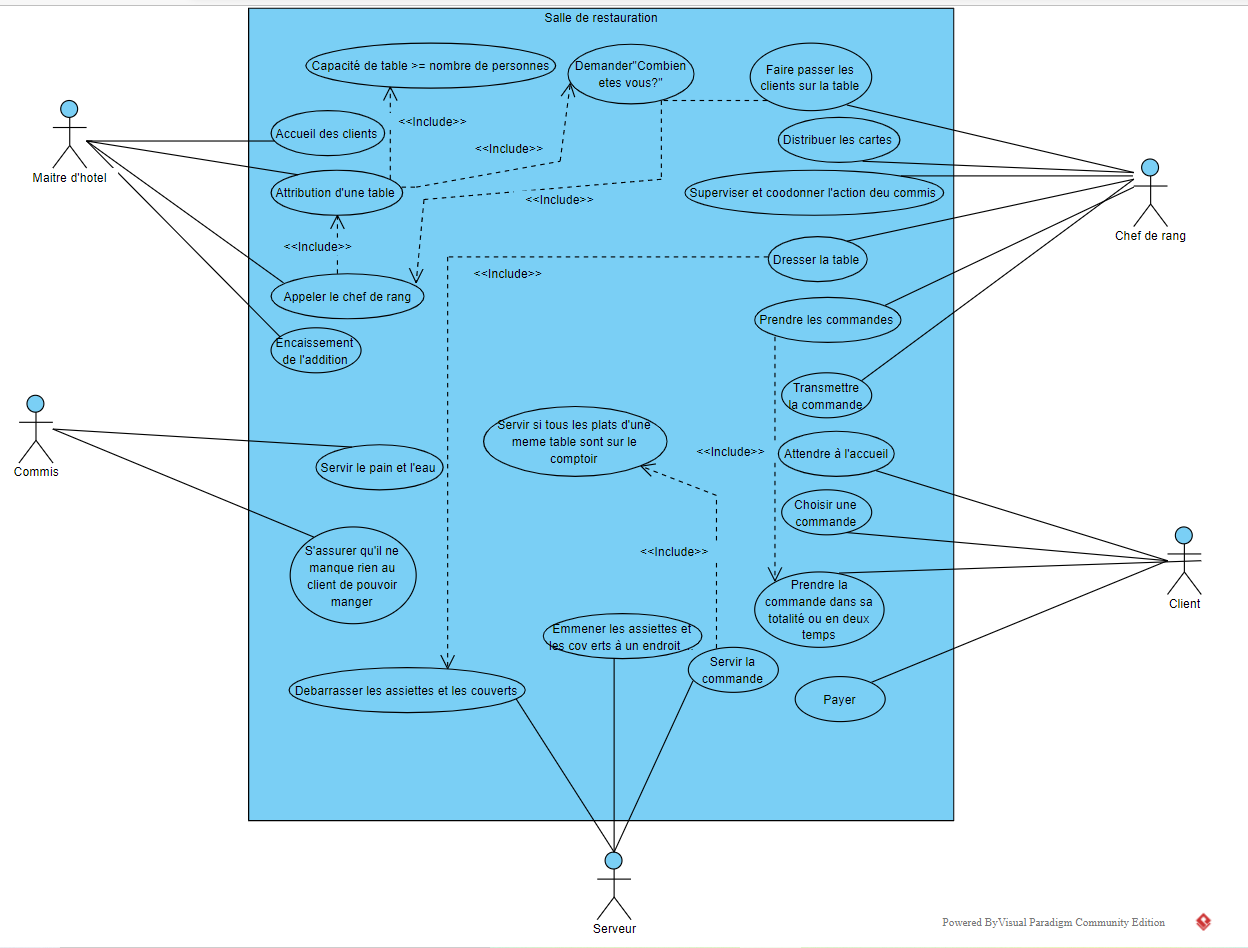 Salle de restauration
Capacité de table >= nombre de personnes
Demander"Combien
etes vous?"
Faire passer les
clients sur la table
<<Include>>
Accueil des clients
Distribuer les cartes
<<Include>>
Maitre d'hotel
Attribution d'une table
Superviser et coodonner l'action deu commis
<<Include>>
Chef de rang
<<Include>>
Dresser la table
<<Include>>
Appeler le chef de rang
Prendre les commandes
Encaissement
de l'addition
Transmettre
la commande
Servir si tous les plats d'une
meme table sont sur le
comptoir
<<Include>>
Attendre à l'accueil
Commis
Servir le pain et l'eau
Choisir une
commande
S'assurer qu'il ne
manque rien au
client de pouvoir
manger
<<Include>>
Prendre la
commande dans sa
totalité ou en deux
temps
Client
Emmener les assiettes et
les cov erts à un endroit ...
Servir la
commande
Debarrasser les assiettes et les couverts
Payer
Serveur
Powered ByVisual Paradigm Community Edition